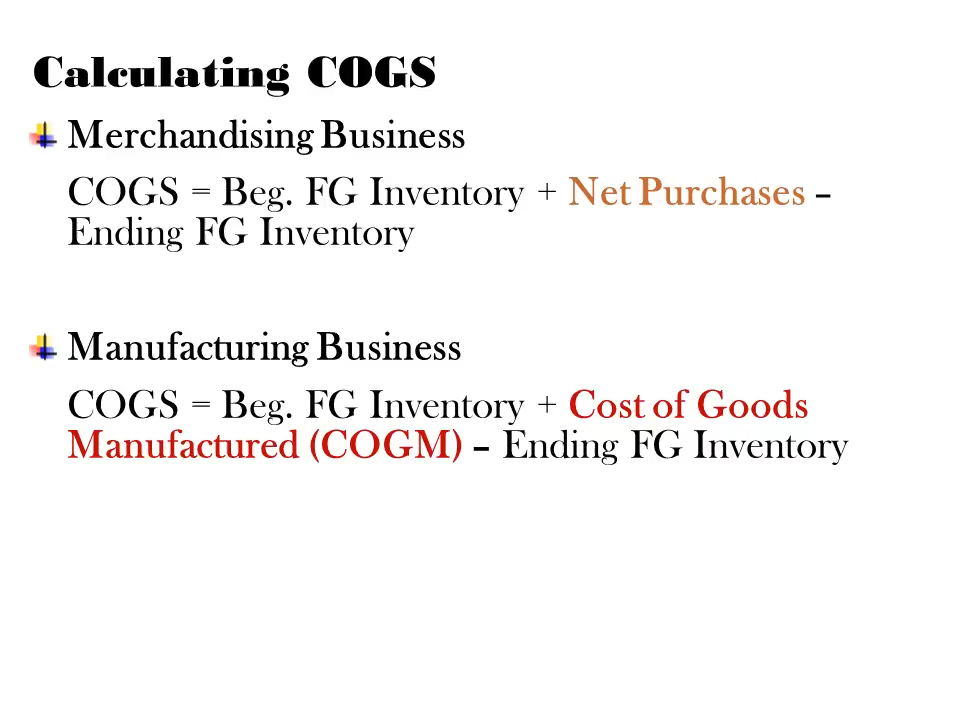 Calculating COGS
Merchandising Business
COGS = Beg. FG Inventory + Net Purchases –
Ending FG Inventory
Manufacturing Business
COGS = Beg. FG Inventory + Cost of Goods
Manufactured (COGM) – Ending FG Inventory